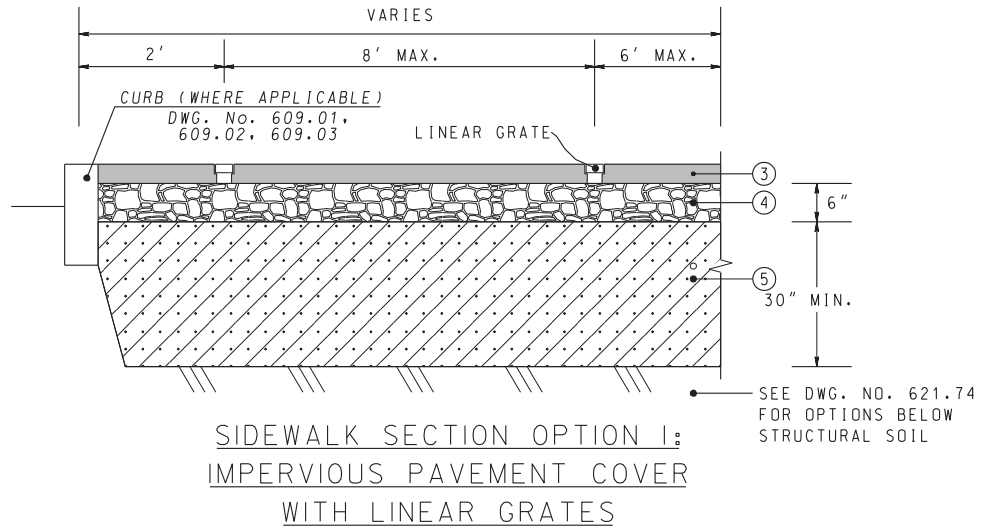 VARIES
2' 8' MAX. 6' MAX.
CURB (WHERE APPLICABLE)
DWG. No. 609.01,
609.02, 609.03
LINEAR GRATE
3
4
6"
5
30" MIN.
SEE DWG. NO. 621.74
FOR OPTIONS BELOW
STRUCTURAL SOIL
SIDEWALK SECTION OPTION I:
IMPERVIOUS PAVEMENT COVER
WITH LINEAR GRATES